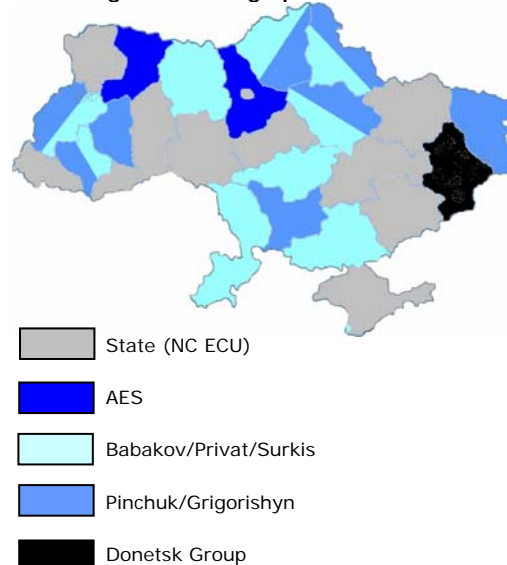 State (NC ECU)
AES
Babakov/Privat/Surkis
Pinchuk/Grigorishyn
Donetsk Group